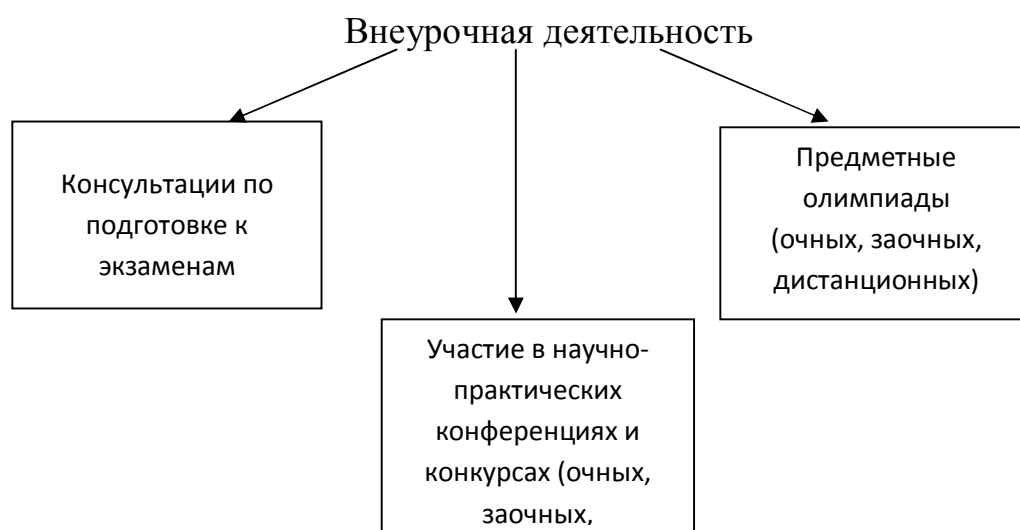 Внеурочная деятельность
Консультации по
подготовке к
экзаменам
Участие в научно-
практических
конференциях и
конкурсах (очных,
заочных,
Предметные
олимпиады
(очных, заочных,
дистанционных)